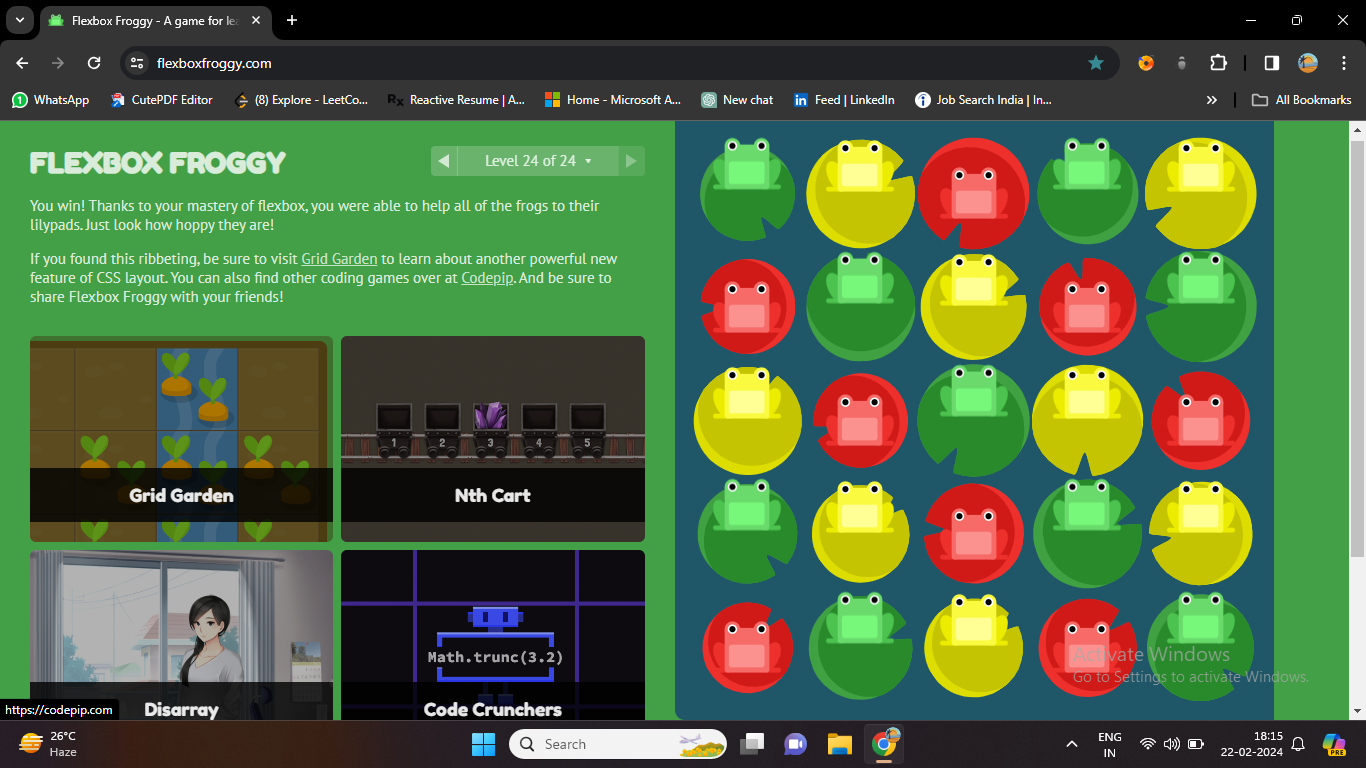 Flexbox Froggy - A game for lea
flexboxfroggy.com
WhatsApp
CutePDF Editor
(8) Explore - LeetCo...
Rx
Reactive Resume | A...
Home - Microsoft A...
New chat
in
Feed | LinkedIn
Job Search India | In...
»
All Bookmarks
FLEXBOX FROGGY
Level 24 of 24
You win! Thanks to your mastery of flexbox, you were able to help all of the frogs to their
lilypads. Just look how hoppy they are!
If you found this ribbeting, be sure to visit Grid Garden to learn about another powerful new
feature of CSS layout. You can also find other coding games over at Codepip. And be sure to
share Flexbox Froggy with your friends!
1 2 3 4 5
Grid Garden
Nth Cart
Math.trunc(3.2)
Disarray
Code Crunchers
Activate Windows
Go to Settings to activate Windows.
https://codepip.com
26°C
Haze
Search
ENG
IN
18:15
22-02-2024
PRE